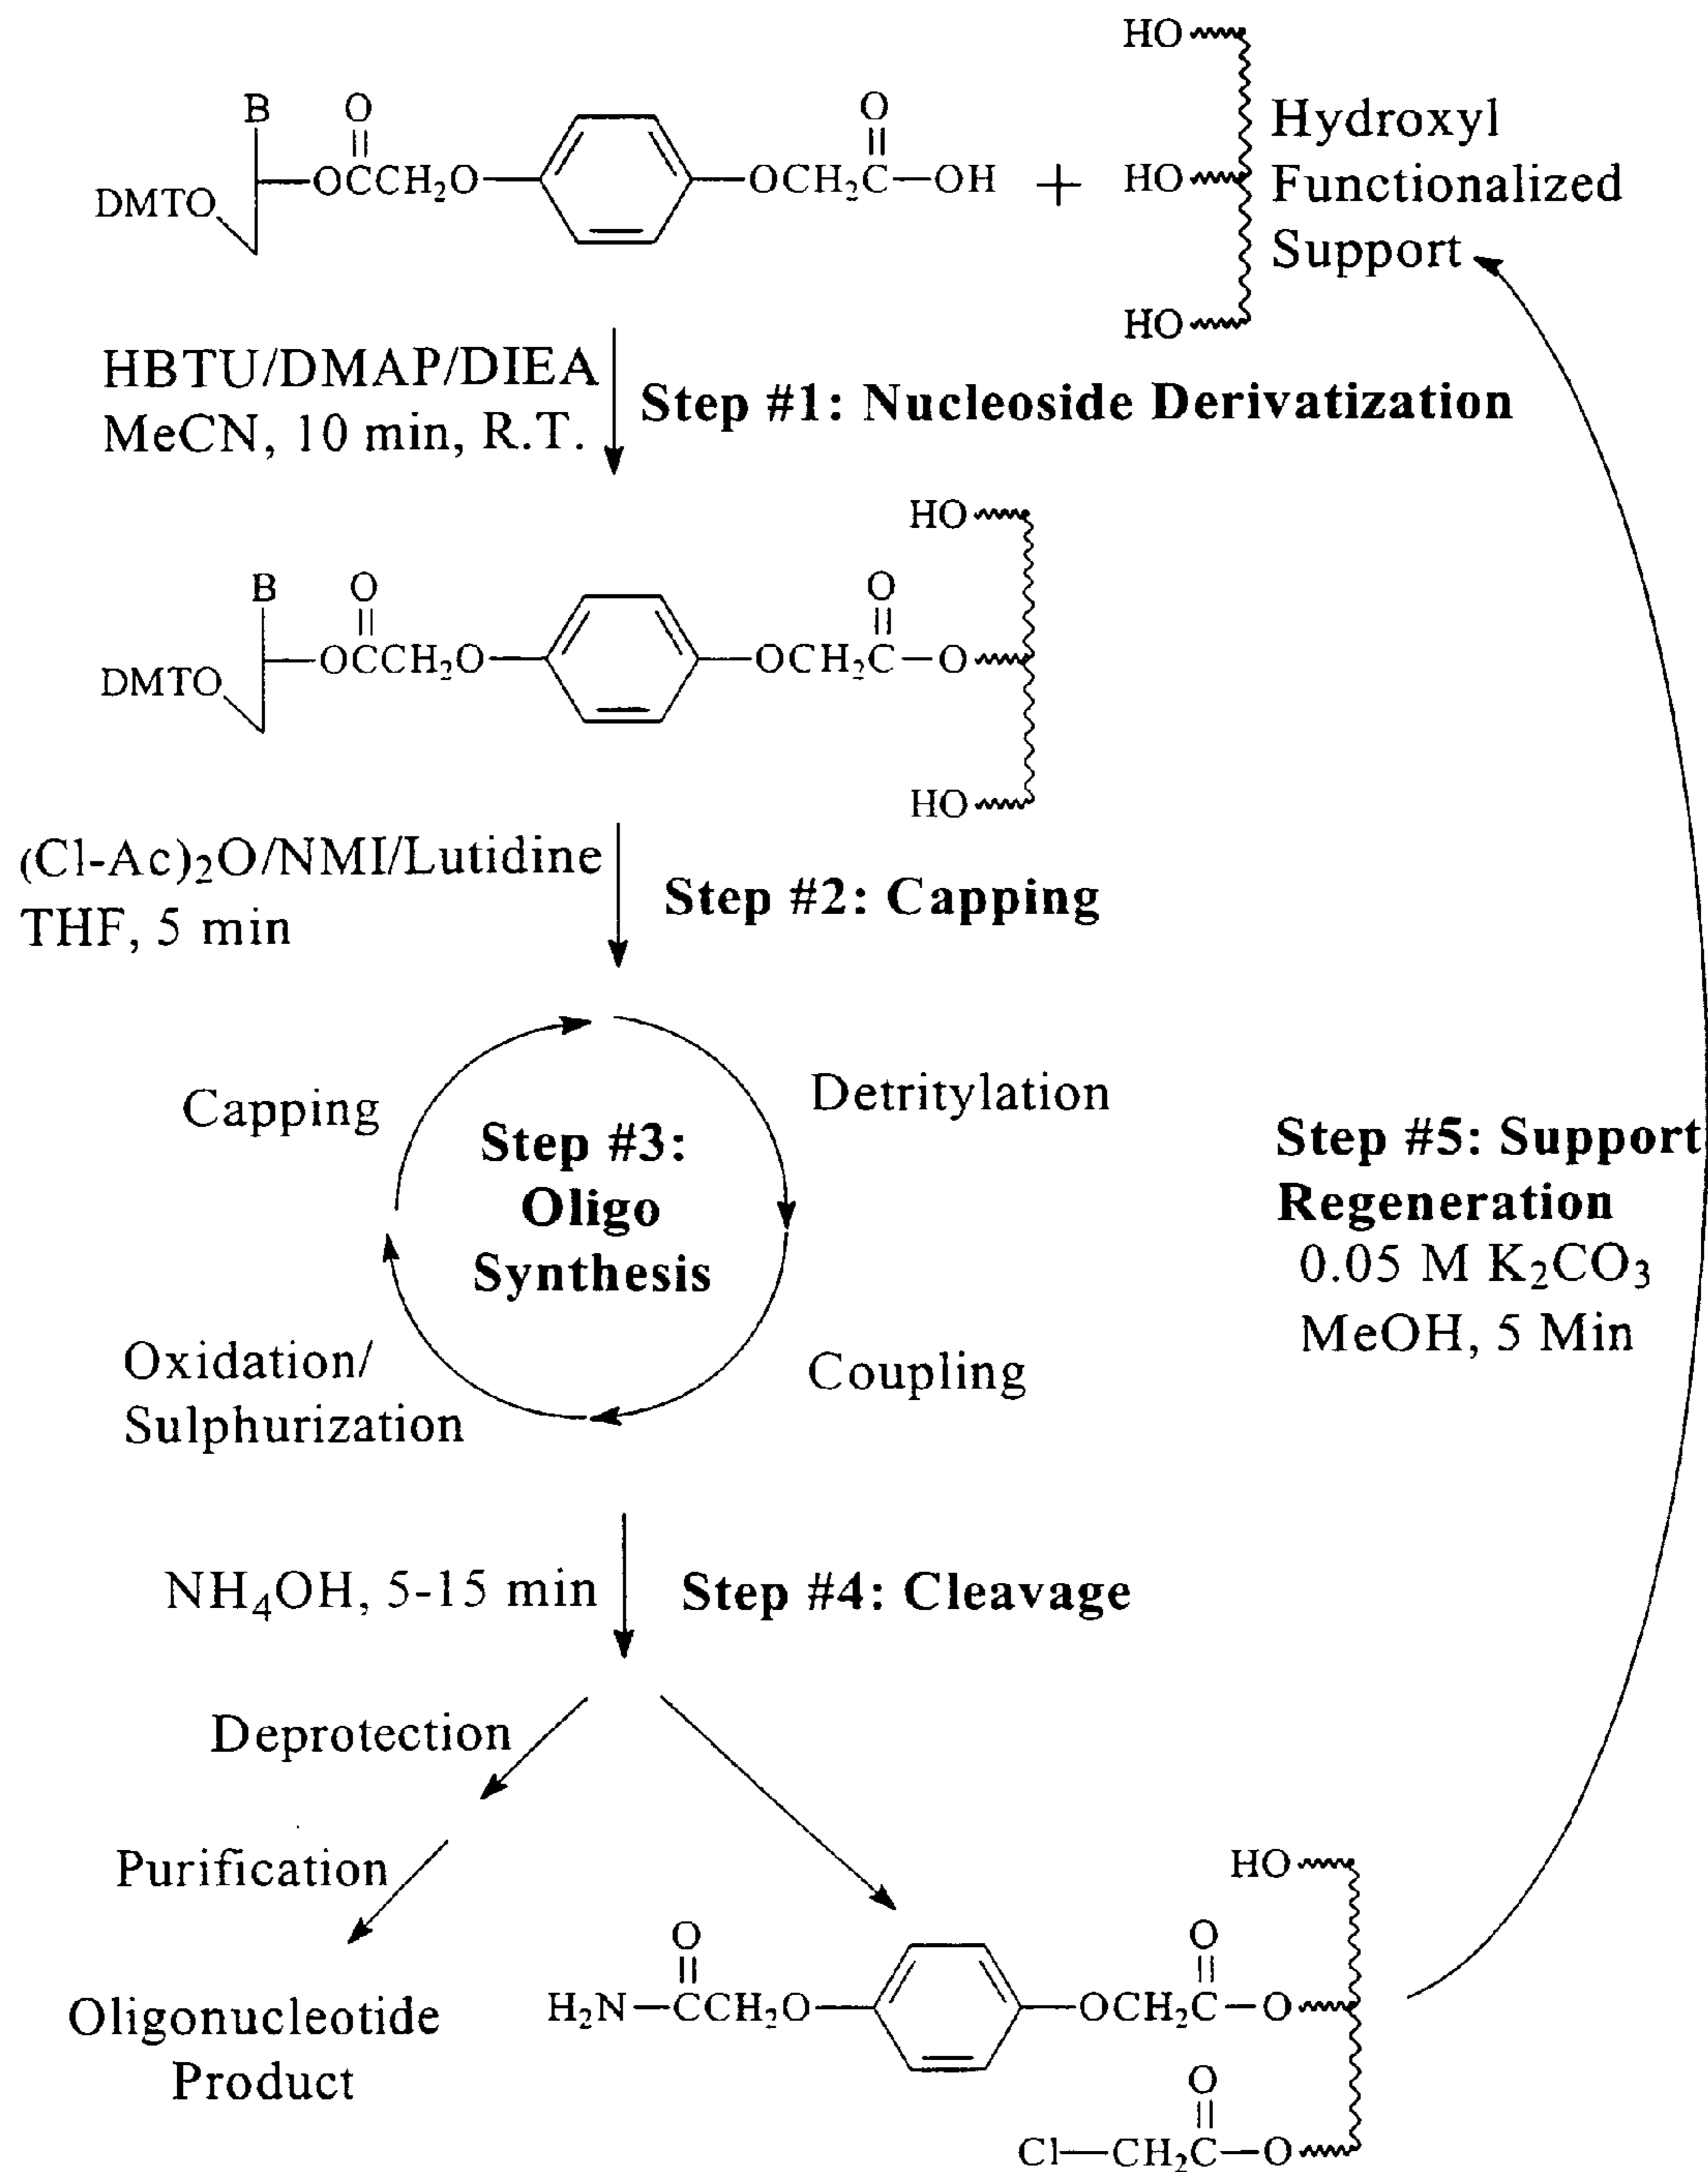 HO
B O O
DMTO OCCH₂O OCH₂C—OH + HO
Hydroxyl
Functionalized
Support
HO
HBTU/DMAP/DIEA
MeCN, 10 min, R.T.
Step #1: Nucleoside Derivatization
HO
B O O
DMTO OCCH₂O OCH₂C—O
HO
(Cl-Ac)₂O/NMI/Lutidine
THF, 5 min
Step #2: Capping
Capping
Detritylation
Step #3:
Oligo
Synthesis
Oxidation/
Sulphurization
Coupling
Step #5: Support
Regeneration
0.05 M K₂CO₃
MeOH, 5 Min
NH₄OH, 5-15 min
Step #4: Cleavage
Deprotection
Purification
Oligonucleotide
Product
HO
O O
H₂N—CCH₂O OCH₂C—O
O
Cl—CH₂C—O